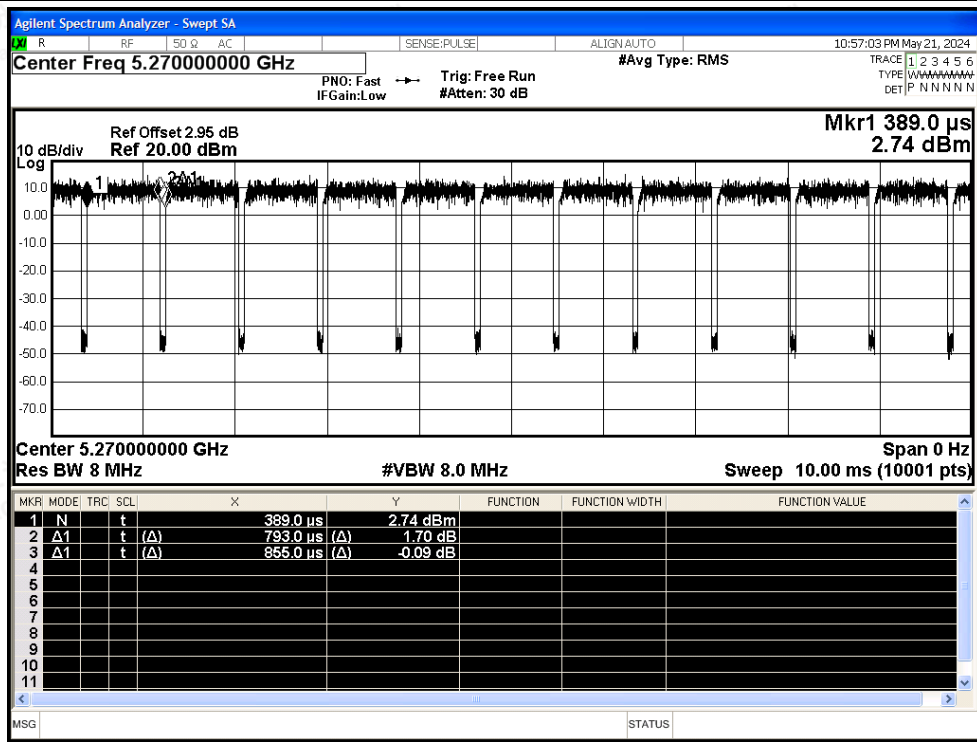 Agilent Spectrum Analyzer - Swept SA
LXI R RF 50 Ω AC SENSE:PULSE ALIGN AUTO 10:57:03 PM May 21, 2024
Center Freq 5.270000000 GHz #Avg Type: RMS TRACE 1 2 3 4 5 6
PNO: Fast Trig: Free Run TYPE WWWWWW
IFGain:Low #Atten: 30 dB DET P N N N N N
Mkr1 389.0 µs
Ref Offset 2.95 dB
10 dB/div Ref 20.00 dBm 2.74 dBm
Log
1 2Δ1
10.0
0.00
-10.0
-20.0
-30.0
-40.0
-50.0
-60.0
-70.0
Center 5.270000000 GHz Span 0 Hz
Res BW 8 MHz #VBW 8.0 MHz Sweep 10.00 ms (10001 pts)
MKR MODE TRC SCL X Y FUNCTION FUNCTION WIDTH FUNCTION VALUE
1 N t 389.0 µs 2.74 dBm
2 Δ1 t (Δ) 793.0 µs (Δ) 1.70 dB
3 Δ1 t (Δ) 855.0 µs (Δ) -0.09 dB
4
5
6
7
8
9
10
11
MSG STATUS